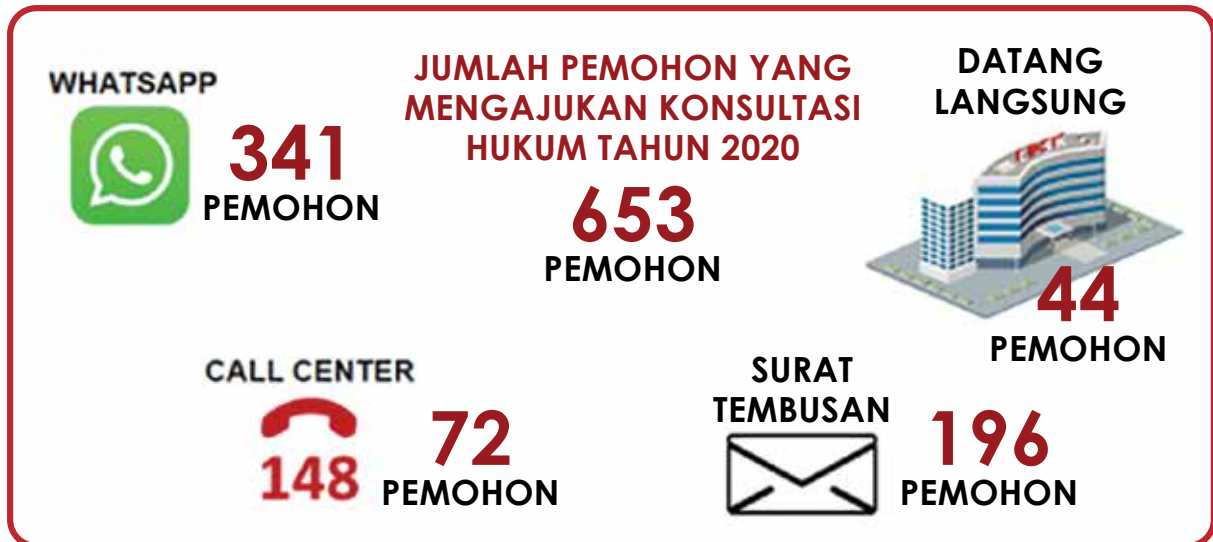 WHATSAPP
341
PEMOHON
JUMLAH PEMOHON YANG
MENGAJUKAN KONSULTASI
HUKUM TAHUN 2020
653
PEMOHON
DATANG
LANGSUNG
44
PEMOHON
CALL CENTER
148
72
PEMOHON
SURAT
TEMBUSAN
196
PEMOHON